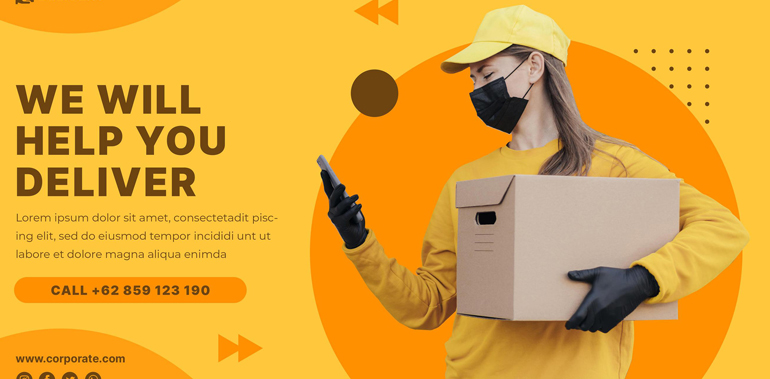 WE WILL
HELP YOU
DELIVER
Lorem ipsum dolor sit amet, consectetadit pisc-
ing elit, sed do eiusmod tempor incididi unt ut
labore et dolore magna aliqua enimda
CALL +62 859 123 190
www.corporate.com